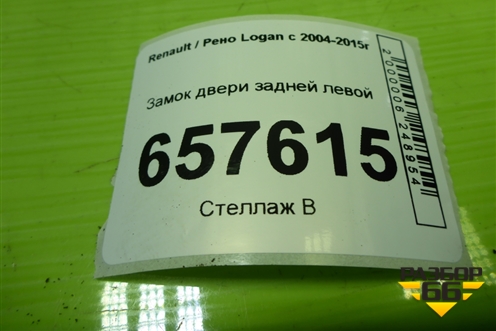 Renault / Рено Logan с 2004-2015г
Замок двери задней левой
657615
Стеллаж В
2000006248954
РАЗБОР
66